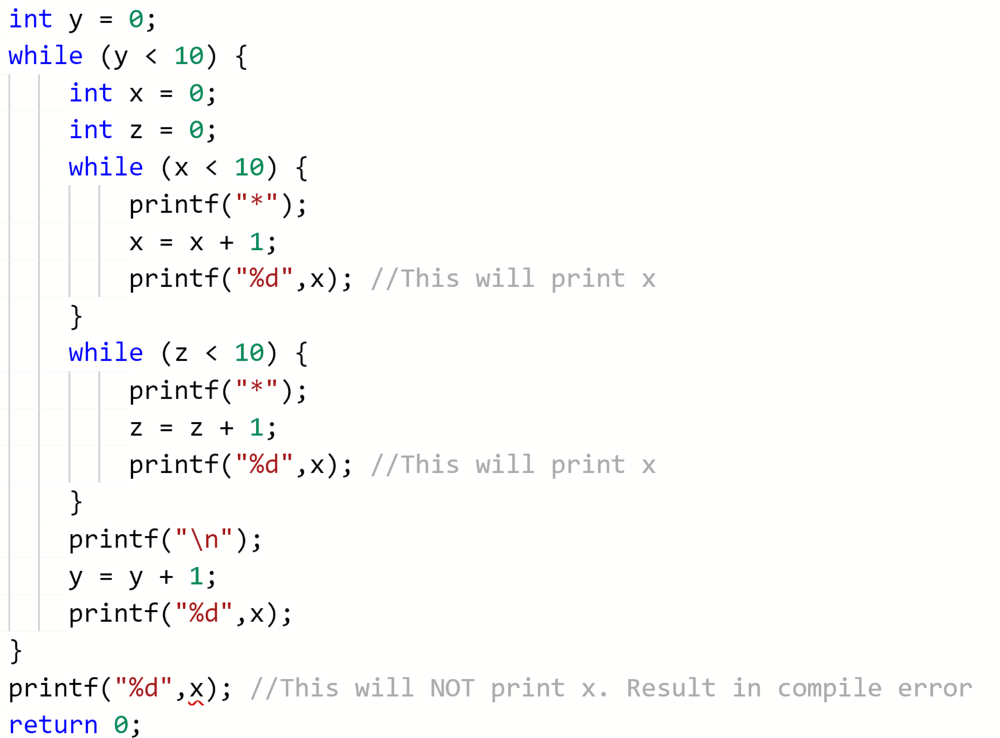 int y = 0;
while (y < 10) {
    int x = 0;
    int z = 0;
    while (x < 10) {
        printf("*");
        x = x + 1;
        printf("%d",x); //This will print x
    }
    while (z < 10) {
        printf("*");
        z = z + 1;
        printf("%d",x); //This will print x
    }
    printf("\n");
    y = y + 1;
    printf("%d",x);
}
printf("%d",x); //This will NOT print x. Result in compile error
return 0;